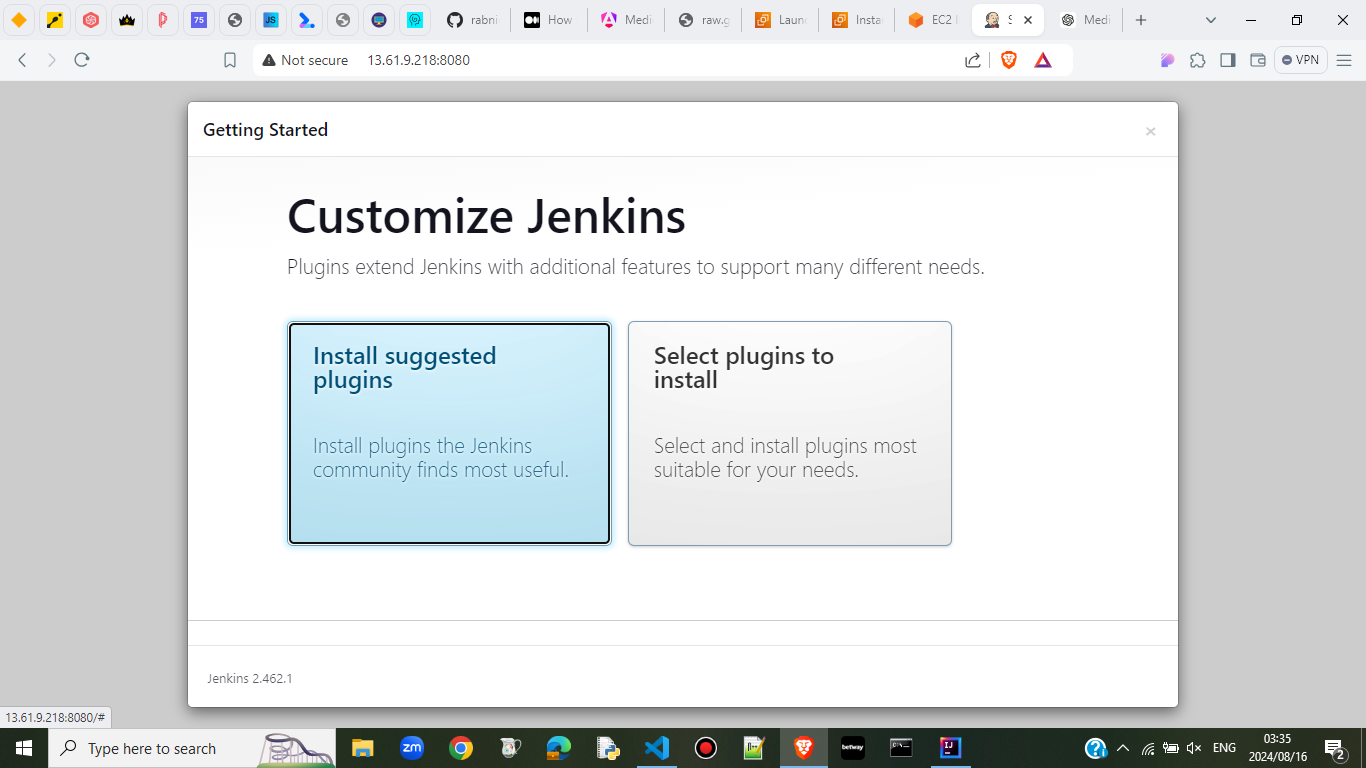 75
JS
rabni
How
Medi
raw.g
Laun
Insta
EC2 I
S
Medi
Not secure
13.61.9.218:8080
VPN
Getting Started
×
Customize Jenkins
Plugins extend Jenkins with additional features to support many different needs.
Install suggested
plugins
Install plugins the Jenkins
community finds most useful.
Select plugins to
install
Select and install plugins most
suitable for your needs.
Jenkins 2.462.1
13.61.9.218:8080/#
Type here to search
zm
betway
IJ
ENG
03:35
2024/08/16
2